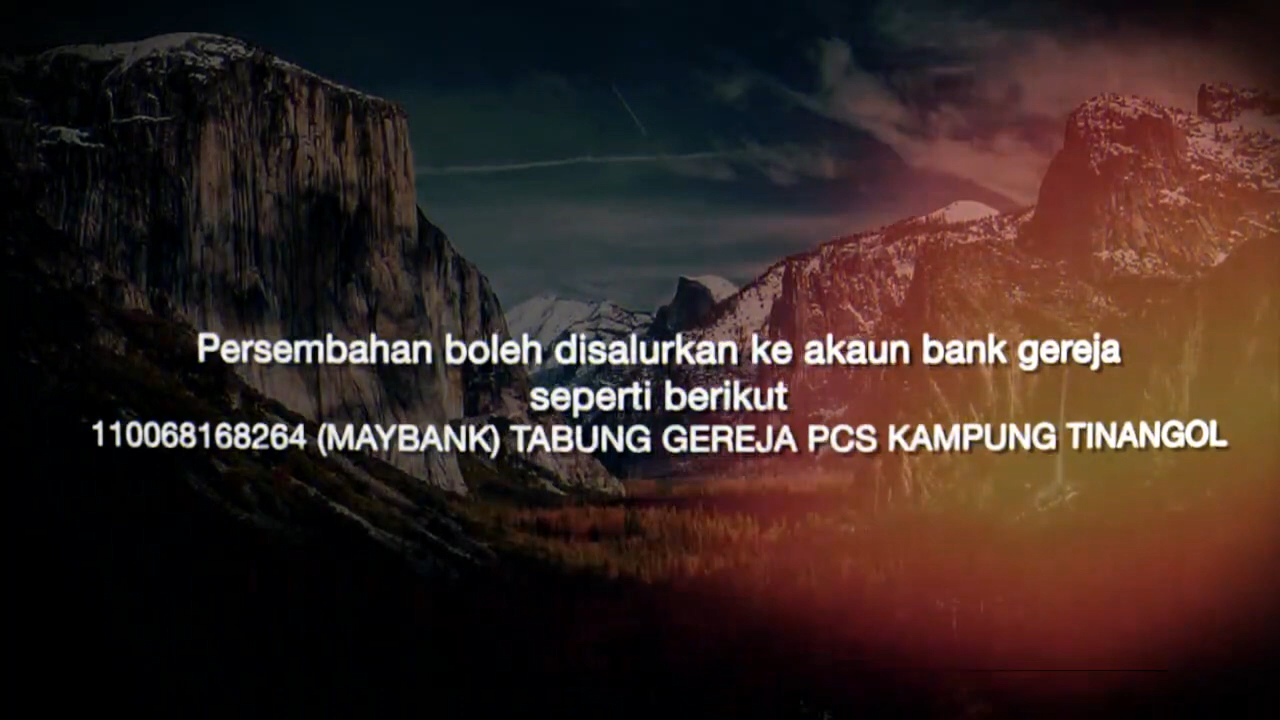 Persembahan boleh disalurkan ke akaun bank gereja
seperti berikut
110068168264 (MAYBANK) TABUNG GEREJA PCS KAMPUNG TINANGOL